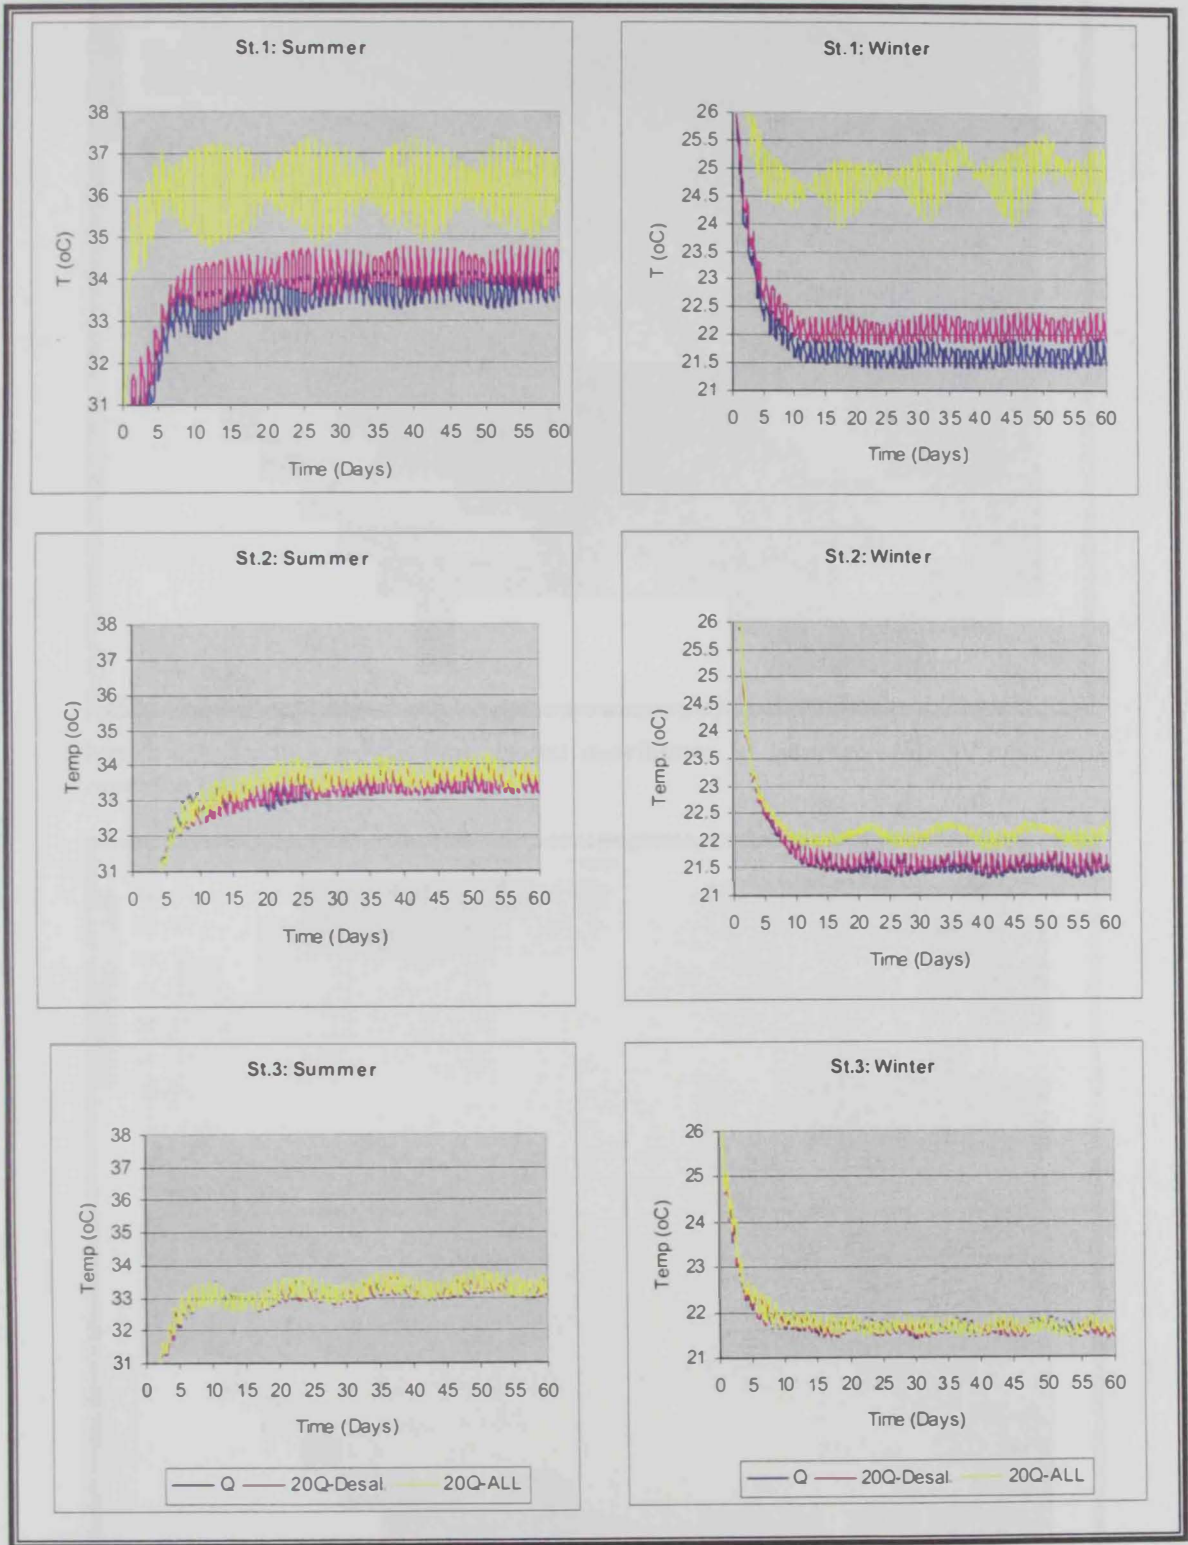 St.1: Summer
38
37
36
35
34
33
32
31
T (oC)
0 5 10 15 20 25 30 35 40 45 50 55 60
Time (Days)
St.1: Winter
26
25.5
25
24.5
24
23.5
23
22.5
22
21.5
21
T (oC)
0 5 10 15 20 25 30 35 40 45 50 55 60
Time (Days)
St.2: Summer
38
37
36
35
34
33
32
31
Temp (oC)
0 5 10 15 20 25 30 35 40 45 50 55 60
Time (Days)
St.2: Winter
26
25.5
25
24.5
24
23.5
23
22.5
22
21.5
21
Temp. (oC)
0 5 10 15 20 25 30 35 40 45 50 55 60
Time (Days)
St.3: Summer
38
37
36
35
34
33
32
31
Temp (oC)
0 5 10 15 20 25 30 35 40 45 50 55 60
Time (Days)
Q 20Q-Desal. 20Q-ALL
St.3: Winter
26
25
24
23
22
21
Temp (oC)
0 5 10 15 20 25 30 35 40 45 50 55 60
Time (Days)
Q 20Q-Desal. 20Q-ALL